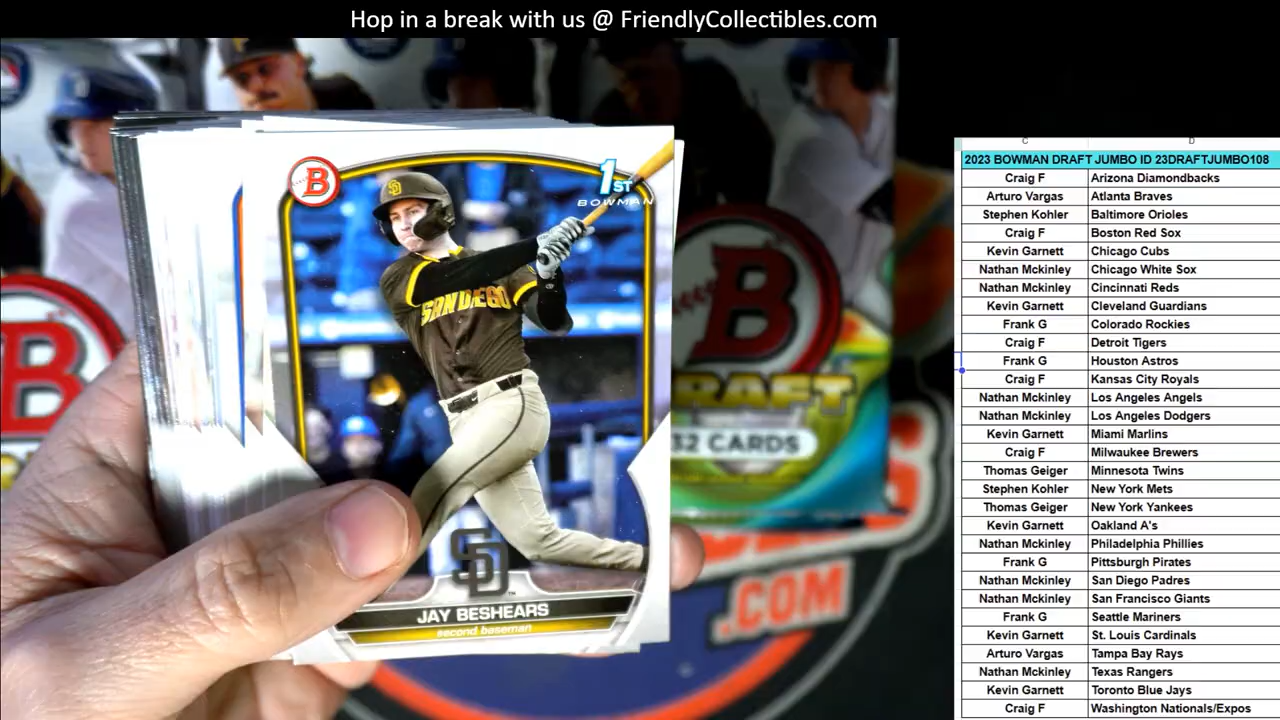 Hop in a break with us @ FriendlyCollectibles.com
B
1ST
BOWMAN
SD
SAN DIEGO
SD
JAY BESHEARS
second baseman
B
B
DRAFT
32 CARDS
.COM
C D
2023 BOWMAN DRAFT JUMBO ID 23DRAFTJUMBO108
Craig F Arizona Diamondbacks
Arturo Vargas Atlanta Braves
Stephen Kohler Baltimore Orioles
Craig F Boston Red Sox
Kevin Garnett Chicago Cubs
Nathan Mckinley Chicago White Sox
Nathan Mckinley Cincinnati Reds
Kevin Garnett Cleveland Guardians
Frank G Colorado Rockies
Craig F Detroit Tigers
Frank G Houston Astros
Craig F Kansas City Royals
Nathan Mckinley Los Angeles Angels
Nathan Mckinley Los Angeles Dodgers
Kevin Garnett Miami Marlins
Craig F Milwaukee Brewers
Thomas Geiger Minnesota Twins
Stephen Kohler New York Mets
Thomas Geiger New York Yankees
Kevin Garnett Oakland A's
Nathan Mckinley Philadelphia Phillies
Frank G Pittsburgh Pirates
Nathan Mckinley San Diego Padres
Nathan Mckinley San Francisco Giants
Frank G Seattle Mariners
Kevin Garnett St. Louis Cardinals
Arturo Vargas Tampa Bay Rays
Nathan Mckinley Texas Rangers
Kevin Garnett Toronto Blue Jays
Craig F Washington Nationals/Expos